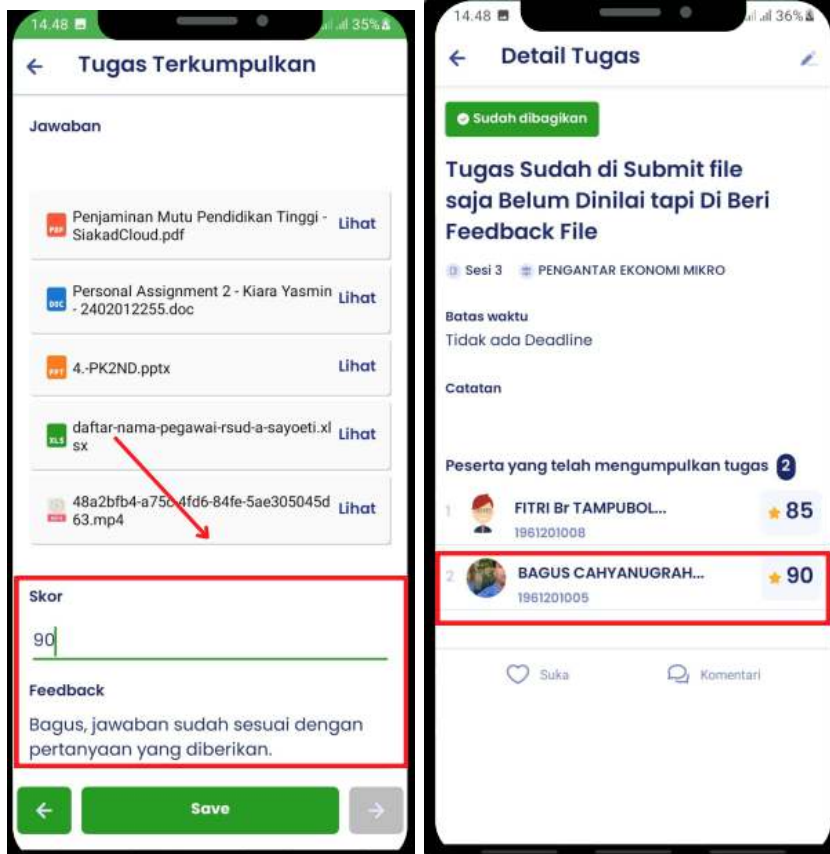 14.48
35%
Tugas Terkumpulkan
Jawaban
PDF
Penjaminan Mutu Pendidikan Tinggi -
SiakadCloud.pdf
Lihat
DOC
Personal Assignment 2 - Kiara Yasmin
- 2402012255.doc
Lihat
PPT
4.-PK2ND.pptx
Lihat
XLS
daftar-nama-pegawai-rsud-a-sayoeti.xl
sx
Lihat
48a2bfb4-a75c-4fd6-84fe-5ae305045d
63.mp4
Lihat
Skor
90
Feedback
Bagus, jawaban sudah sesuai dengan
pertanyaan yang diberikan.
Save
14.48
36%
Detail Tugas
Sudah dibagikan
Tugas Sudah di Submit file
saja Belum Dinilai tapi Di Beri
Feedback File
Sesi 3 PENGANTAR EKONOMI MIKRO
Batas waktu
Tidak ada Deadline
Catatan
Peserta yang telah mengumpulkan tugas 2
1 FITRI Br TAMPUBOL... 85
1961201008
2 BAGUS CAHYANUGRAH... 90
1961201005
Suka Komentari